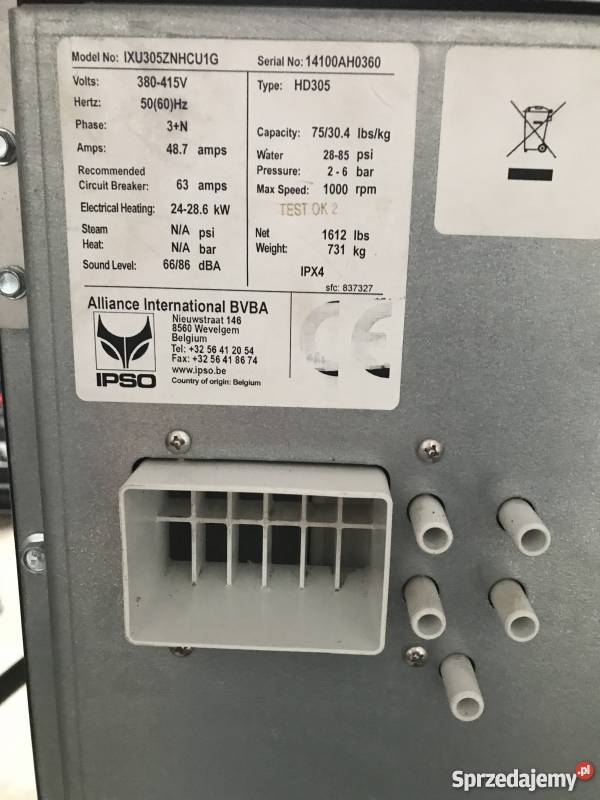 Model No: IXU305ZNHCU1G Serial No: 14100AH0360
Volts: 380-415V
Hertz: 50(60)Hz
Phase: 3+N
Amps: 48.7 amps
Recommended
Circuit Breaker: 63 amps
Electrical Heating: 24-28.6 kW
Steam N/A psi
Heat: N/A bar
Sound Level: 66/86 dBA
Type: HD305
Capacity: 75/30.4 lbs/kg
Water 28-85 psi
Pressure: 2-6 bar
Max Speed: 1000 rpm
TEST OK 2
Net 1612 lbs
Weight: 731 kg
IPX4
sfc: 837327
Alliance International BVBA
Nieuwstraat 146
8560 Wevelgem
Belgium
Tel: +32 56 41 20 54
Fax: +32 56 41 86 74
www.ipso.be
Country of origin: Belgium
IPSO
CE
Sprzedajemy.pl